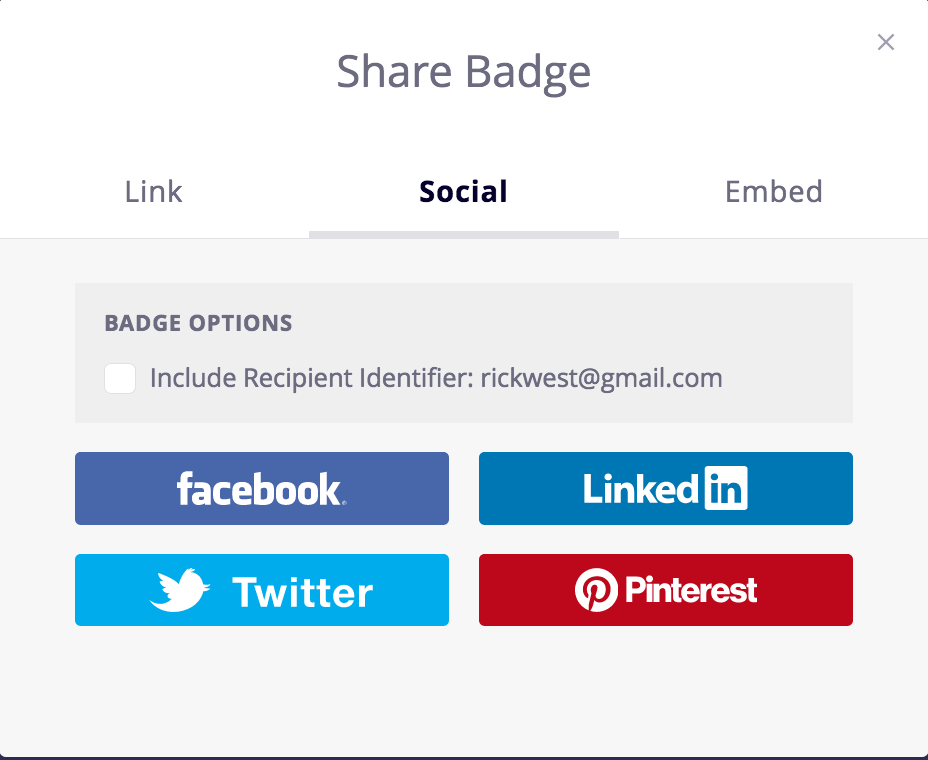 Share Badge
Link Social Embed
BADGE OPTIONS
Include Recipient Identifier: rickwest@gmail.com
facebook LinkedIn
Twitter Pinterest